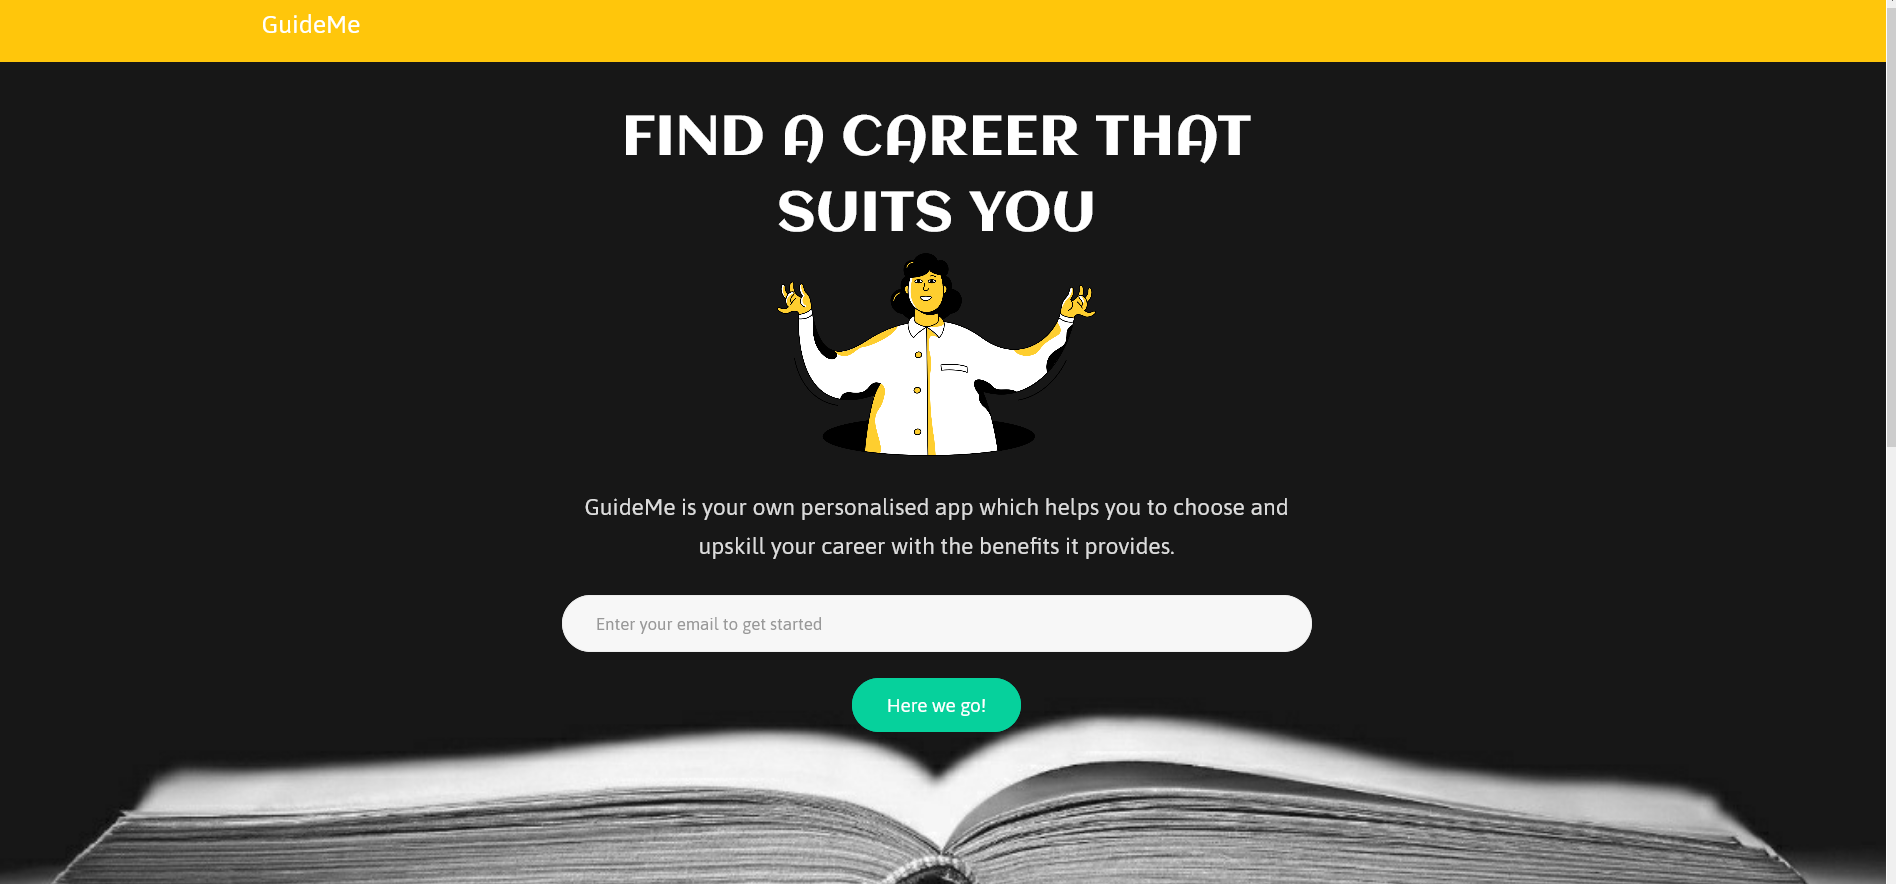 GuideMe
FIND A CAREER THAT
SUITS YOU
GuideMe is your own personalised app which helps you to choose and
upskill your career with the benefits it provides.
Enter your email to get started
Here we go!